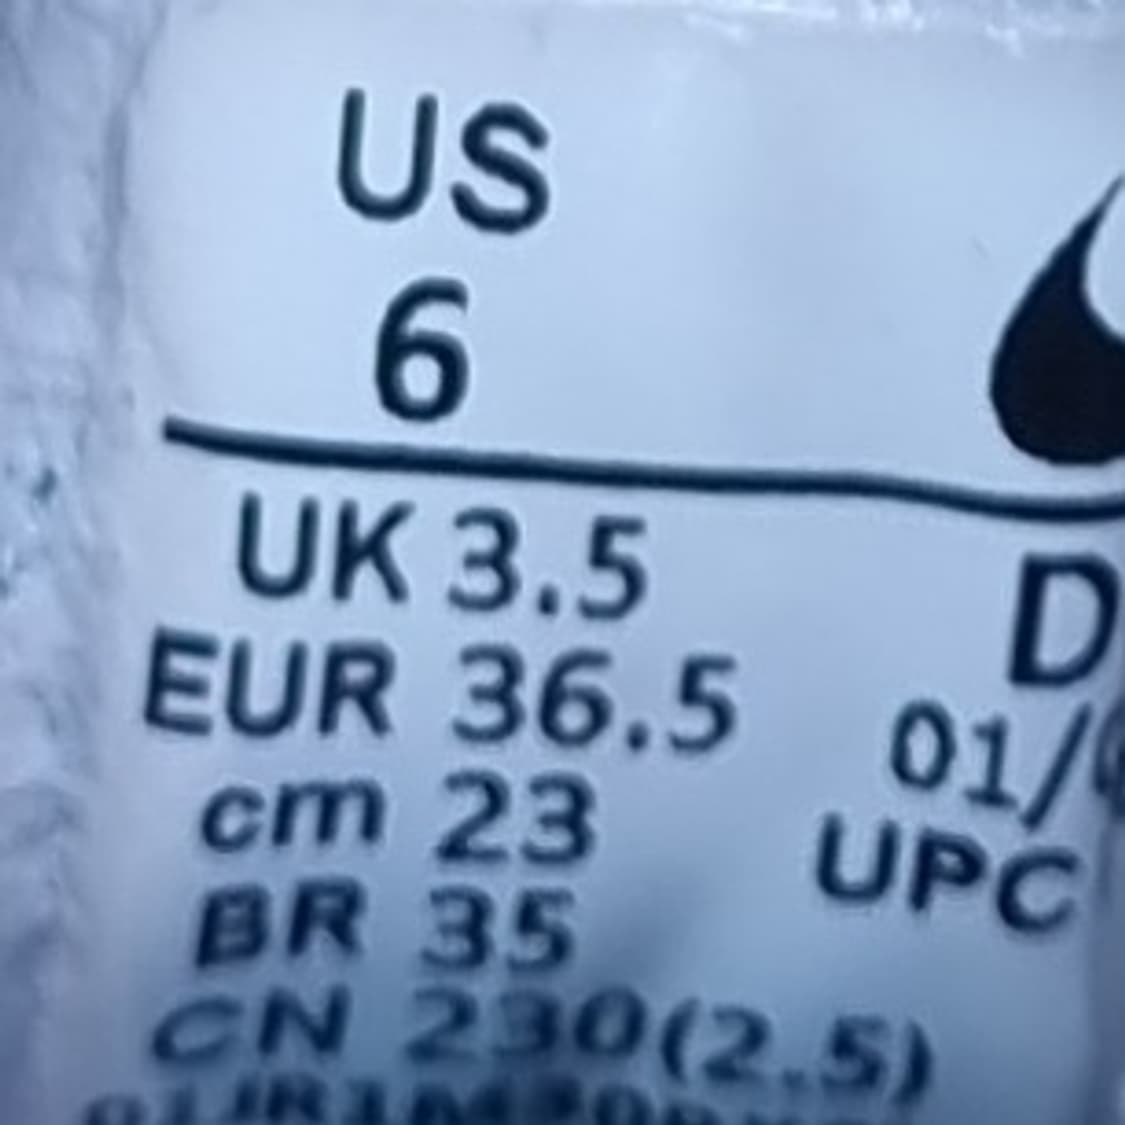 US
6
UK 3.5
EUR 36.5
cm 23
BR 35
CN 230(2.5)
D
01/
UPC